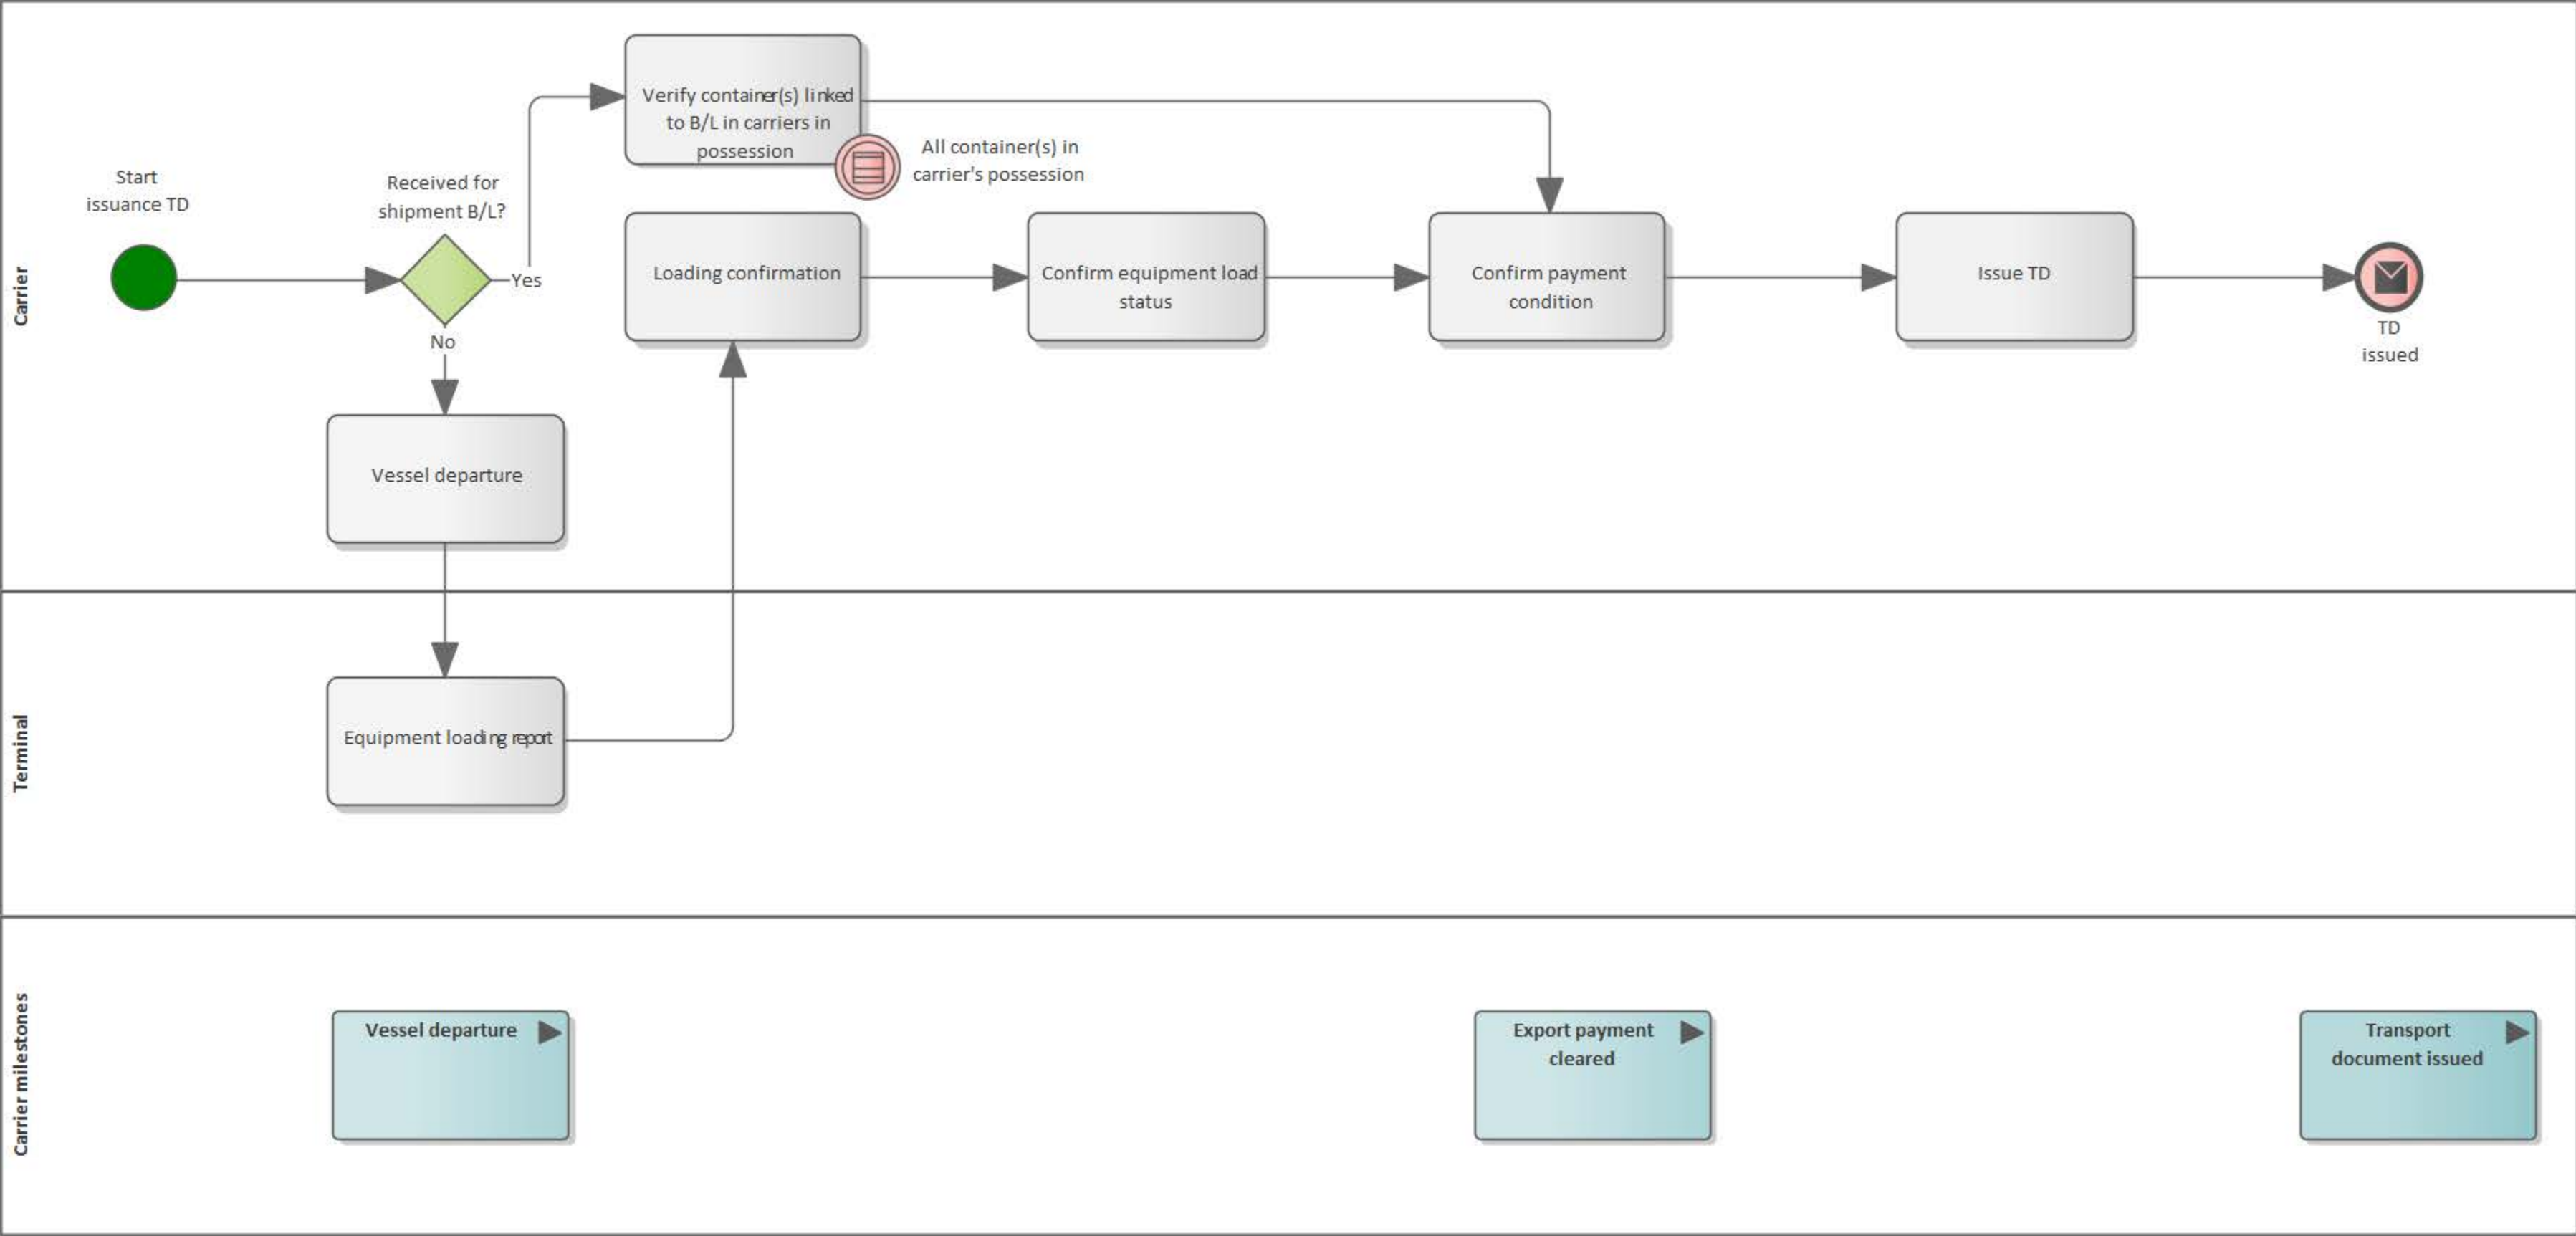 Carrier
Start
issuance TD
Received for
shipment B/L?
Yes
No
Verify container(s) linked
to B/L in carriers in
possession
All container(s) in
carrier's possession
Loading confirmation
Confirm equipment load
status
Confirm payment
condition
Issue TD
TD
issued
Vessel departure
Terminal
Equipment loading report
Carrier milestones
Vessel departure
Export payment
cleared
Transport
document issued